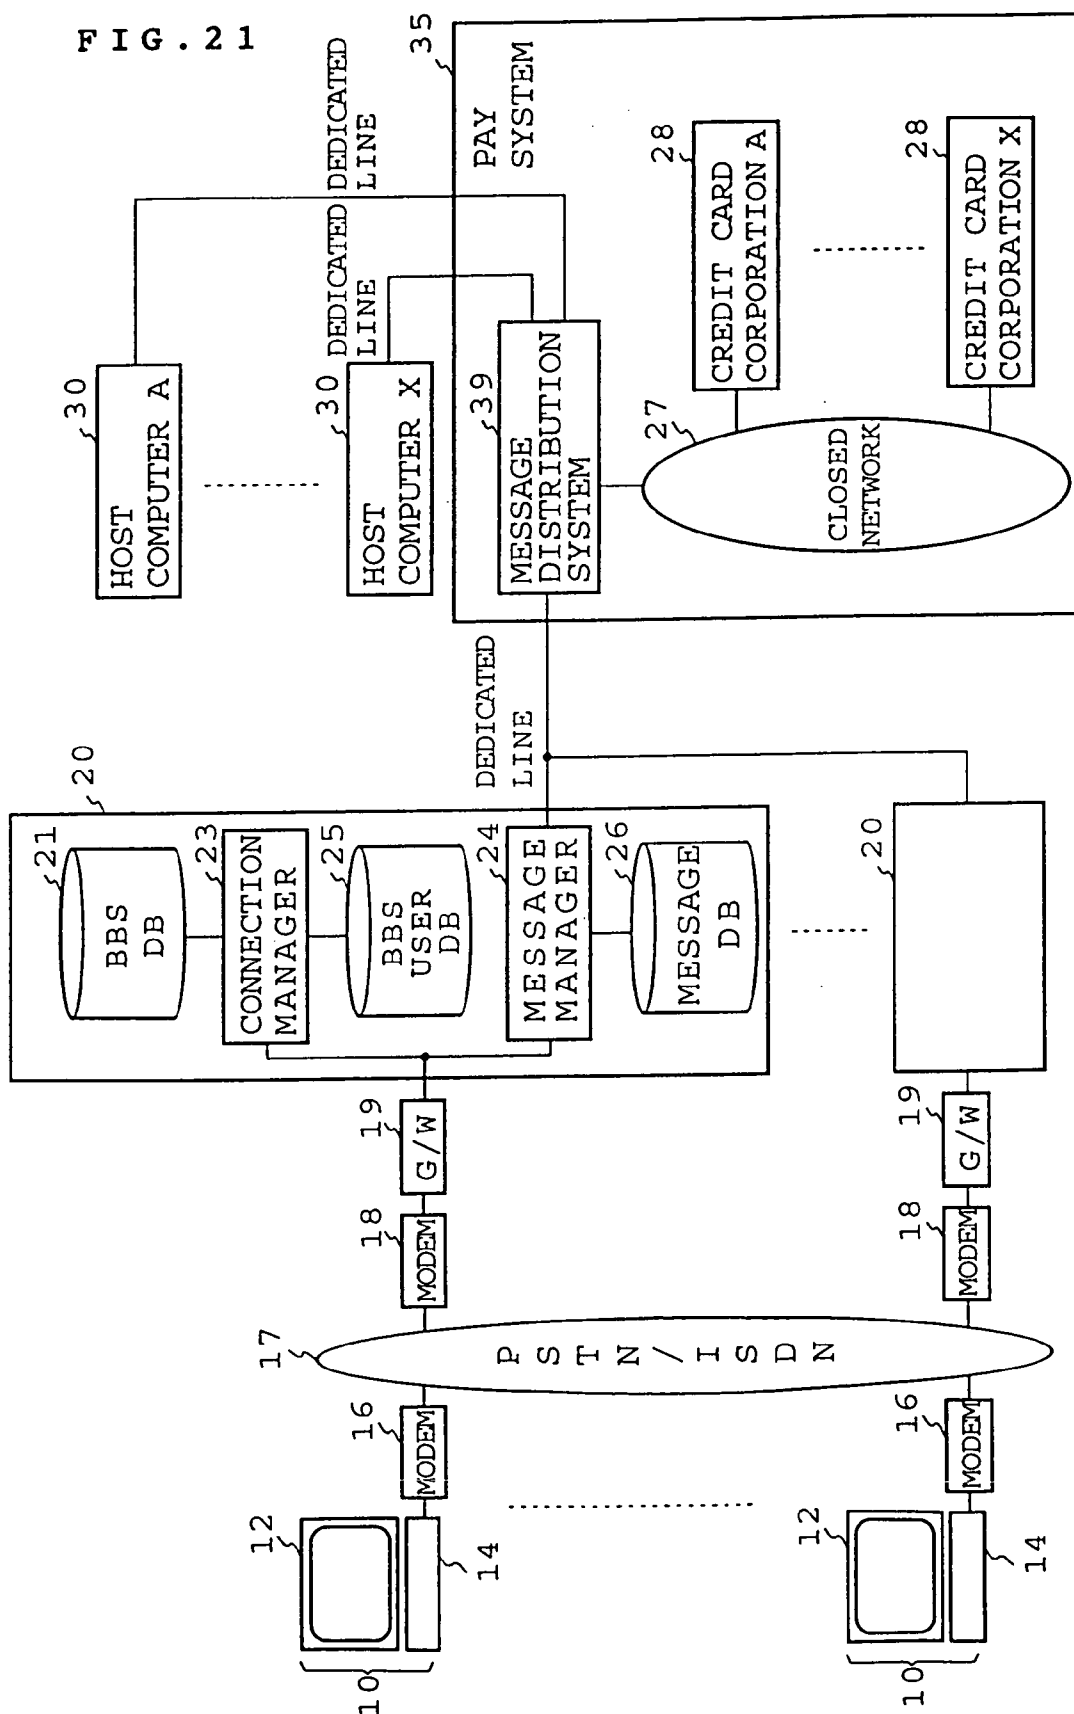 FIG.21
10
12
14
16
MODEM
17
PSTN/ISDN
18
MODEM
19
G/W
20
21
BBS
DB
23
CONNECTION
MANAGER
25
BBS
USER
DB
24
MESSAGE
MANAGER
26
MESSAGE
DB
DEDICATED
LINE
30
HOST
COMPUTER A
30
HOST
COMPUTER X
DEDICATED
LINE
DEDICATED
LINE
35
PAY
SYSTEM
39
MESSAGE
DISTRIBUTION
SYSTEM
27
CLOSED
NETWORK
28
CREDIT CARD
CORPORATION A
28
CREDIT CARD
CORPORATION X
10
12
14
16
MODEM
18
MODEM
19
G/W
20